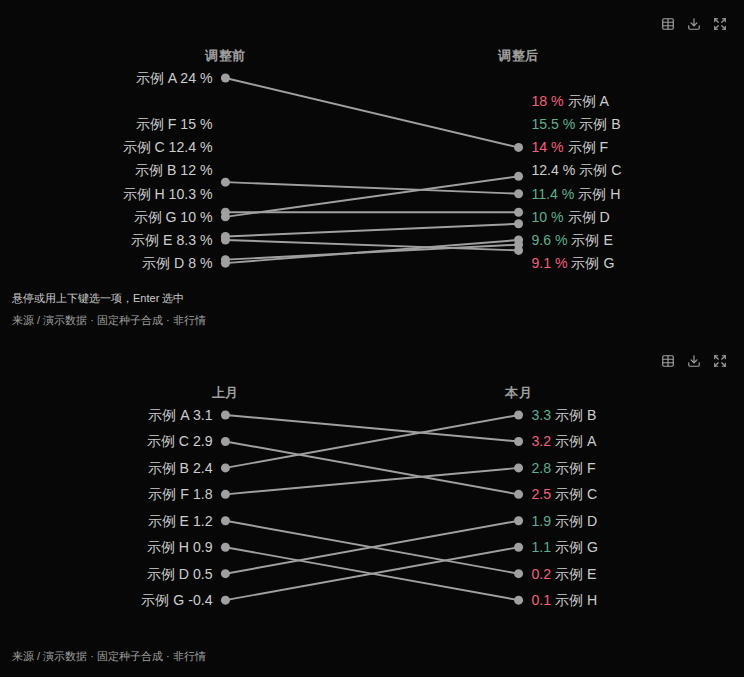 调整前 调整后
示例 A 24 %
18 % 示例 A
示例 F 15 % 15.5 % 示例 B
示例 C 12.4 % 14 % 示例 F
示例 B 12 % 12.4 % 示例 C
示例 H 10.3 % 11.4 % 示例 H
示例 G 10 % 10 % 示例 D
示例 E 8.3 % 9.6 % 示例 E
示例 D 8 % 9.1 % 示例 G
悬停或用上下键选一项，Enter 选中
来源 / 演示数据 · 固定种子合成 · 非行情
上月 本月
示例 A 3.1 3.3 示例 B
示例 C 2.9 3.2 示例 A
示例 B 2.4 2.8 示例 F
示例 F 1.8 2.5 示例 C
示例 E 1.2 1.9 示例 D
示例 H 0.9 1.1 示例 G
示例 D 0.5 0.2 示例 E
示例 G -0.4 0.1 示例 H
来源 / 演示数据 · 固定种子合成 · 非行情